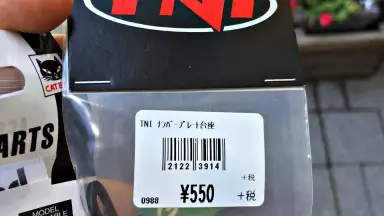 TNI
CATE
ARTS
TNI ﾅﾝﾊﾞｰﾌﾟﾚｰﾄ台座
2122 3914
+税
0988 ¥550 +税
MODEL